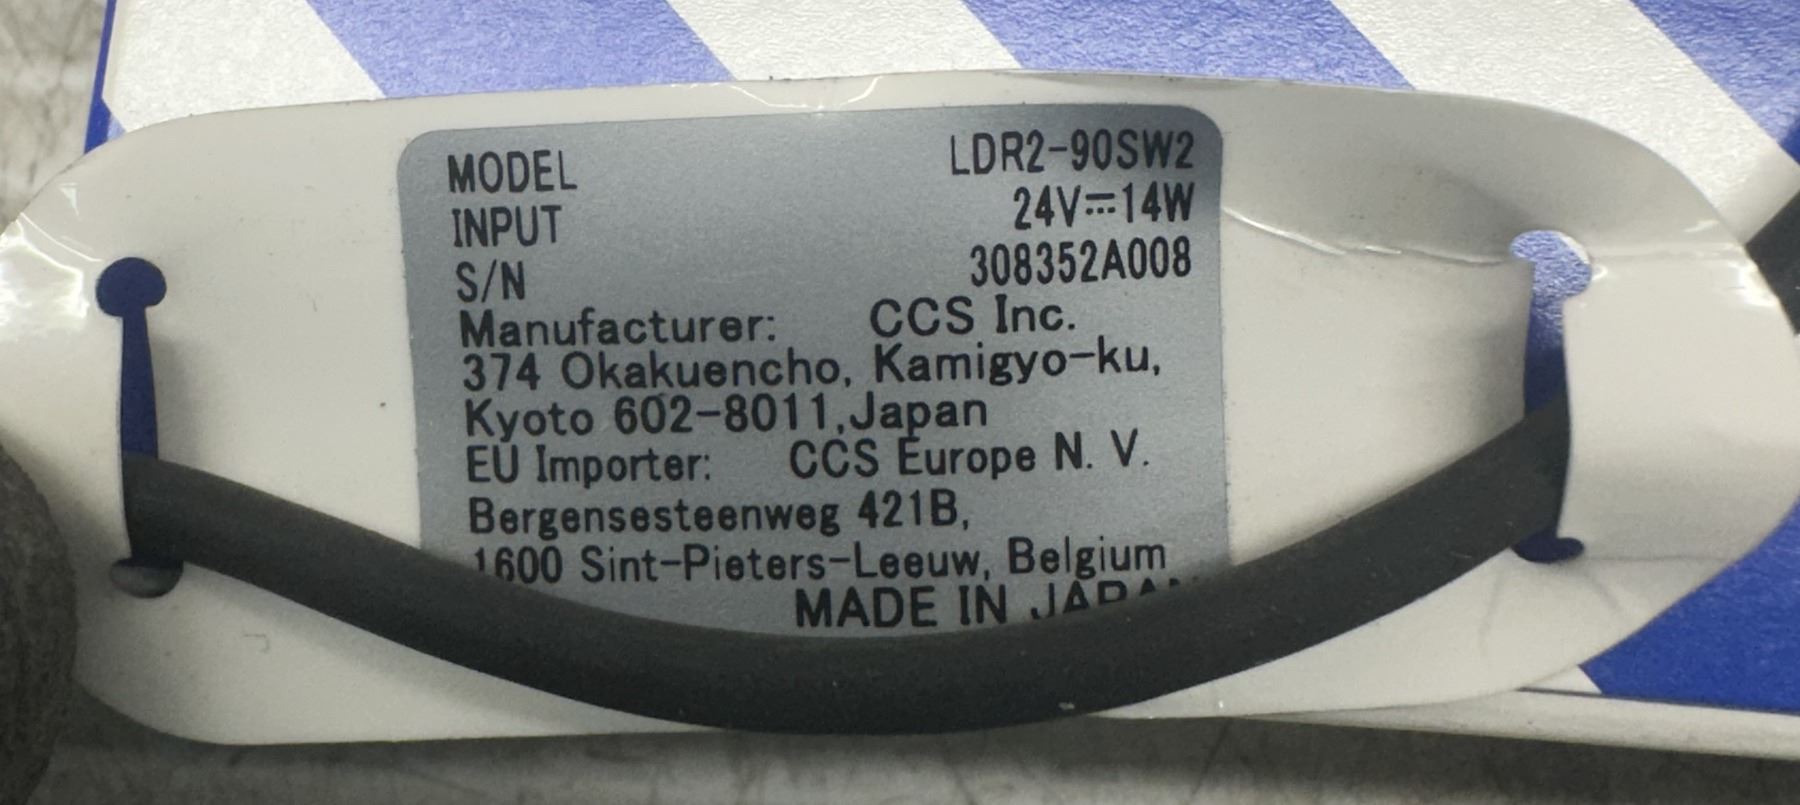 MODEL LDR2-90SW2
INPUT 24V⎓14W
S/N 308352A008
Manufacturer: CCS Inc.
374 Okakuencho, Kamigyo-ku,
Kyoto 602-8011,Japan
EU Importer: CCS Europe N. V.
Bergensesteenweg 421B,
1600 Sint-Pieters-Leeuw, Belgium
MADE IN JAPAN